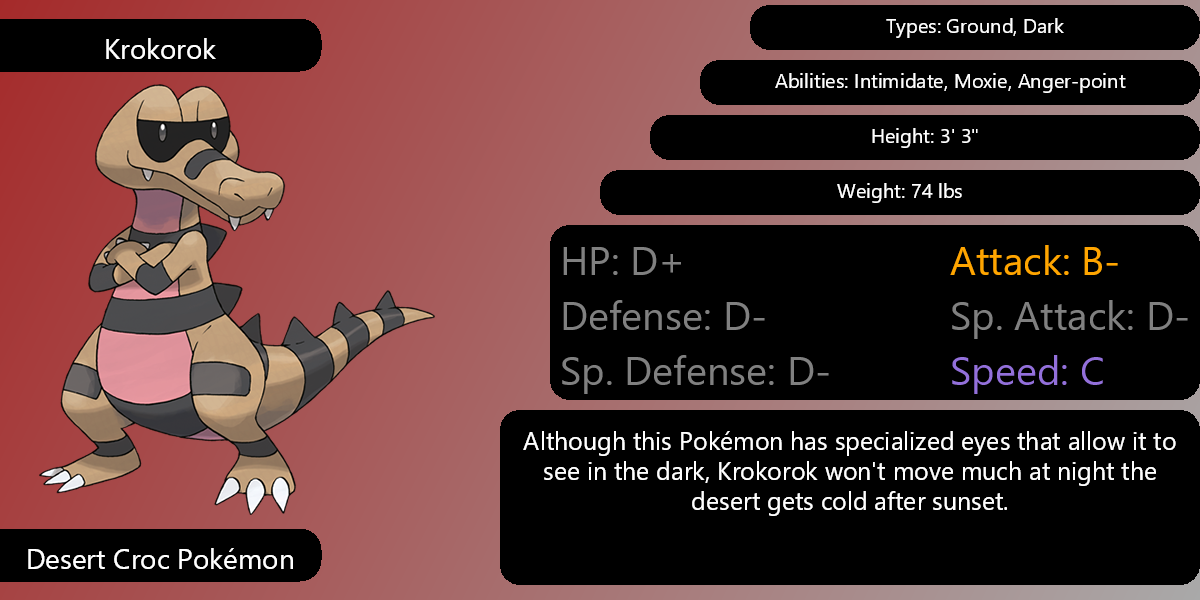 Krokorok
Types: Ground, Dark
Abilities: Intimidate, Moxie, Anger-point
Height: 3' 3"
Weight: 74 lbs
HP: D+
Attack: B-
Defense: D-
Sp. Attack: D-
Sp. Defense: D-
Speed: C
Although this Pokémon has specialized eyes that allow it to
see in the dark, Krokorok won't move much at night the
desert gets cold after sunset.
Desert Croc Pokémon